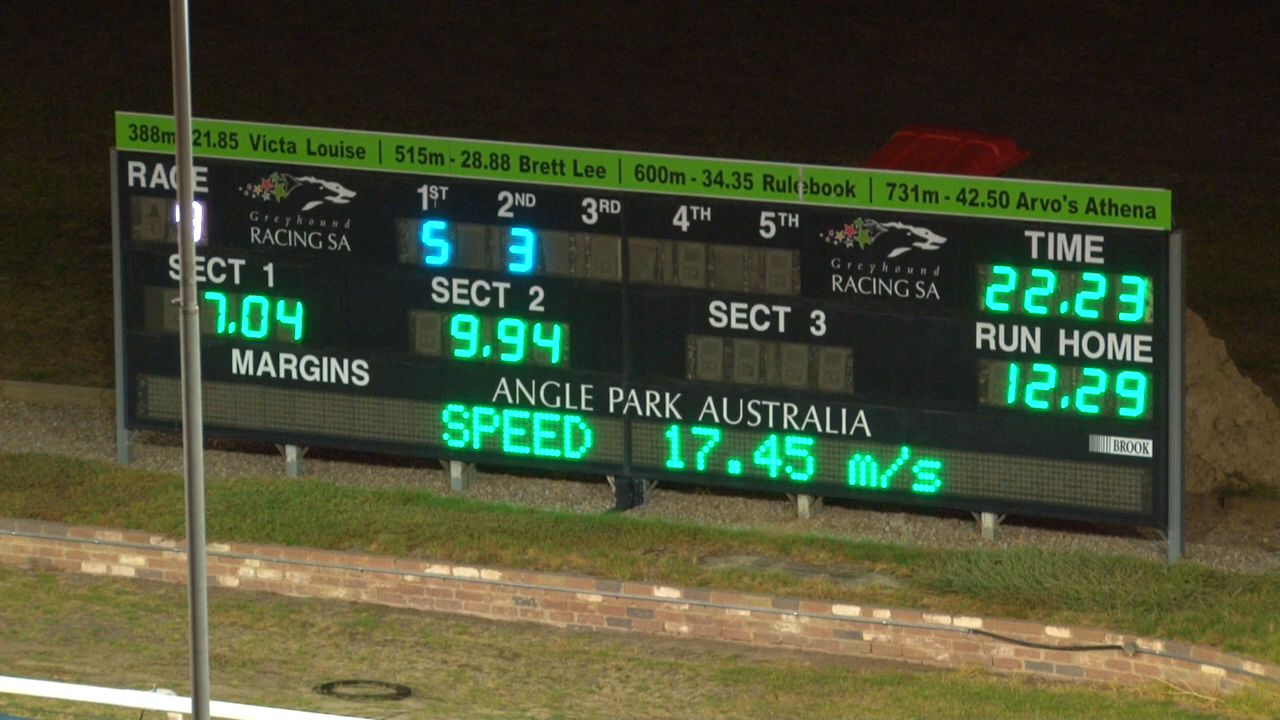 388m 21.85 Victa Louise | 515m - 28.88 Brett Lee | 600m - 34.35 Rulebook | 731m - 42.50 Arvo's Athena
RACE
Greyhound
RACING SA
1ST 2ND 3RD 4TH 5TH
5 3
Greyhound
RACING SA
TIME
22.23
SECT 1
7.04
SECT 2
9.94
SECT 3
RUN HOME
12.29
MARGINS
ANGLE PARK AUSTRALIA
BROOK
SPEED 17.45 m/s